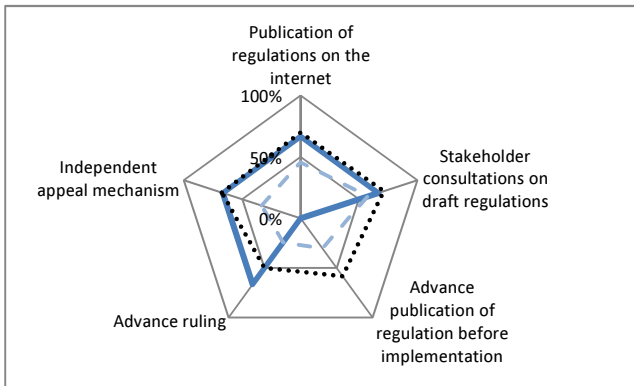 Publication of
regulations on the
internet
100%
50%
0%
Stakeholder
consultations on
draft regulations
Independent
appeal mechanism
Advance
publication of
regulation before
implementation
Advance ruling